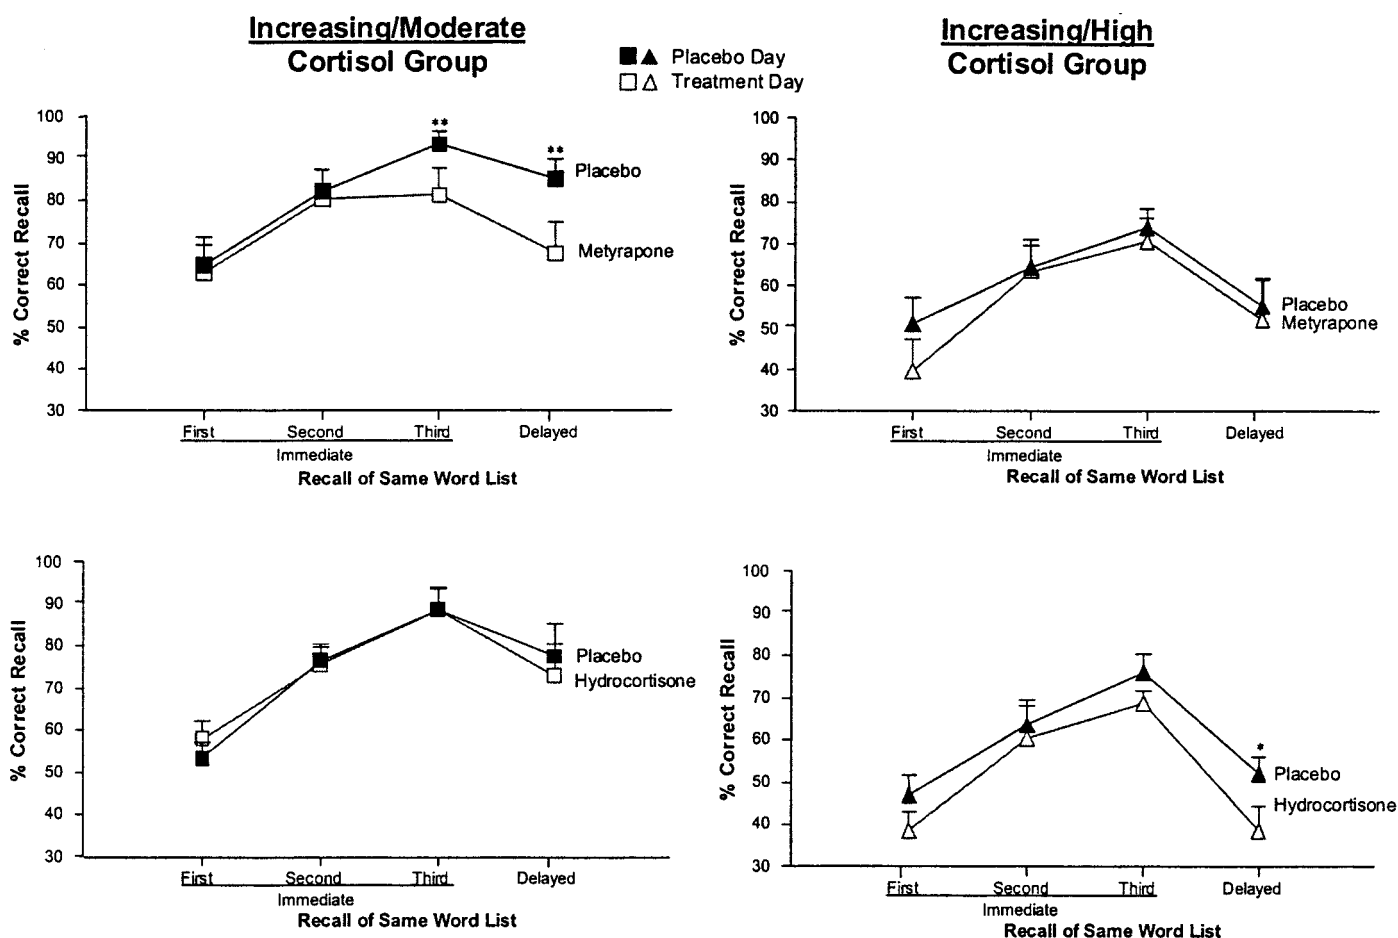 Increasing/Moderate
Cortisol Group
Placebo Day
Treatment Day
Increasing/High
Cortisol Group
% Correct Recall
100
90
80
70
60
50
40
30
**
**
Placebo
Metyrapone
First Second Third Delayed
Immediate
Recall of Same Word List
% Correct Recall
100
90
80
70
60
50
40
30
Placebo
Metyrapone
First Second Third Delayed
Immediate
Recall of Same Word List
% Correct Recall
100
90
80
70
60
50
40
30
Placebo
Hydrocortisone
First Second Third Delayed
Immediate
Recall of Same Word List
% Correct Recall
100
90
80
70
60
50
40
30
*
Placebo
Hydrocortisone
First Second Third Delayed
Immediate
Recall of Same Word List